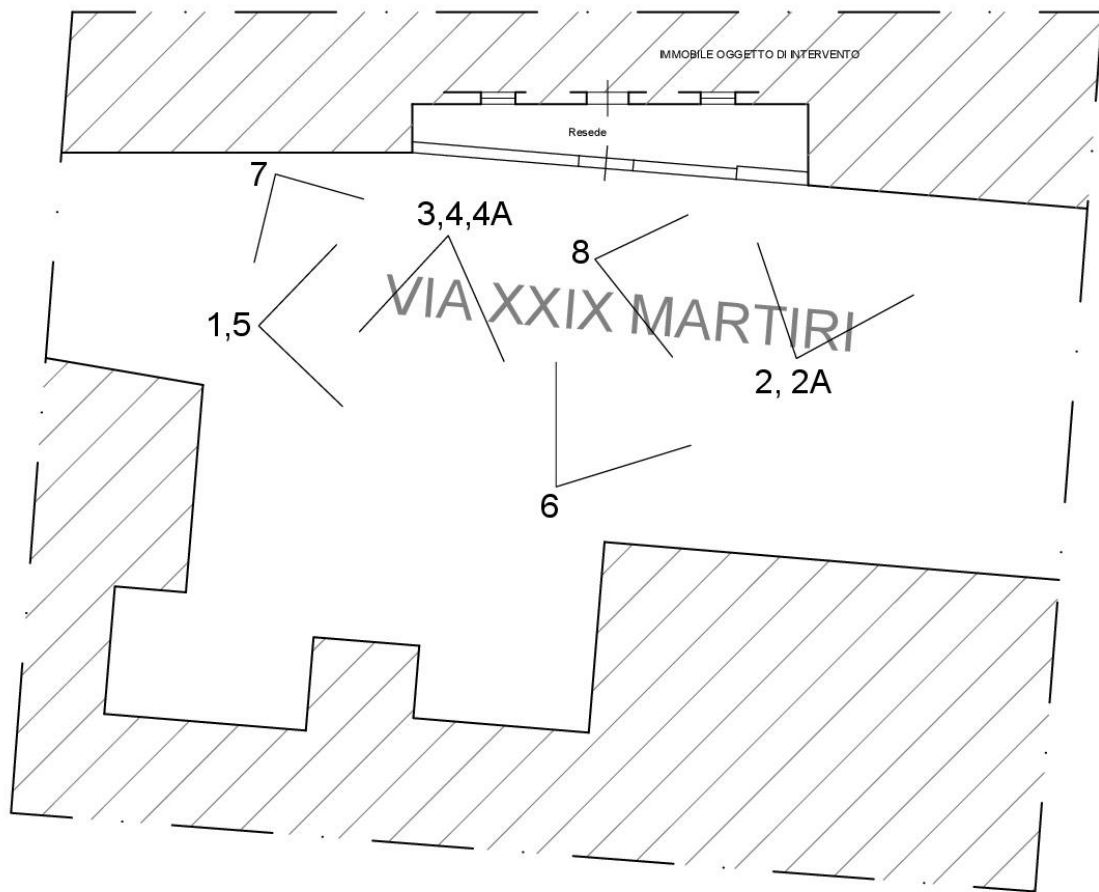 IMMOBILE OGGETTO DI INTERVENTO
Resede
7
3,4,4A
8
VIA XXIX MARTIRI
1,5
2, 2A
6